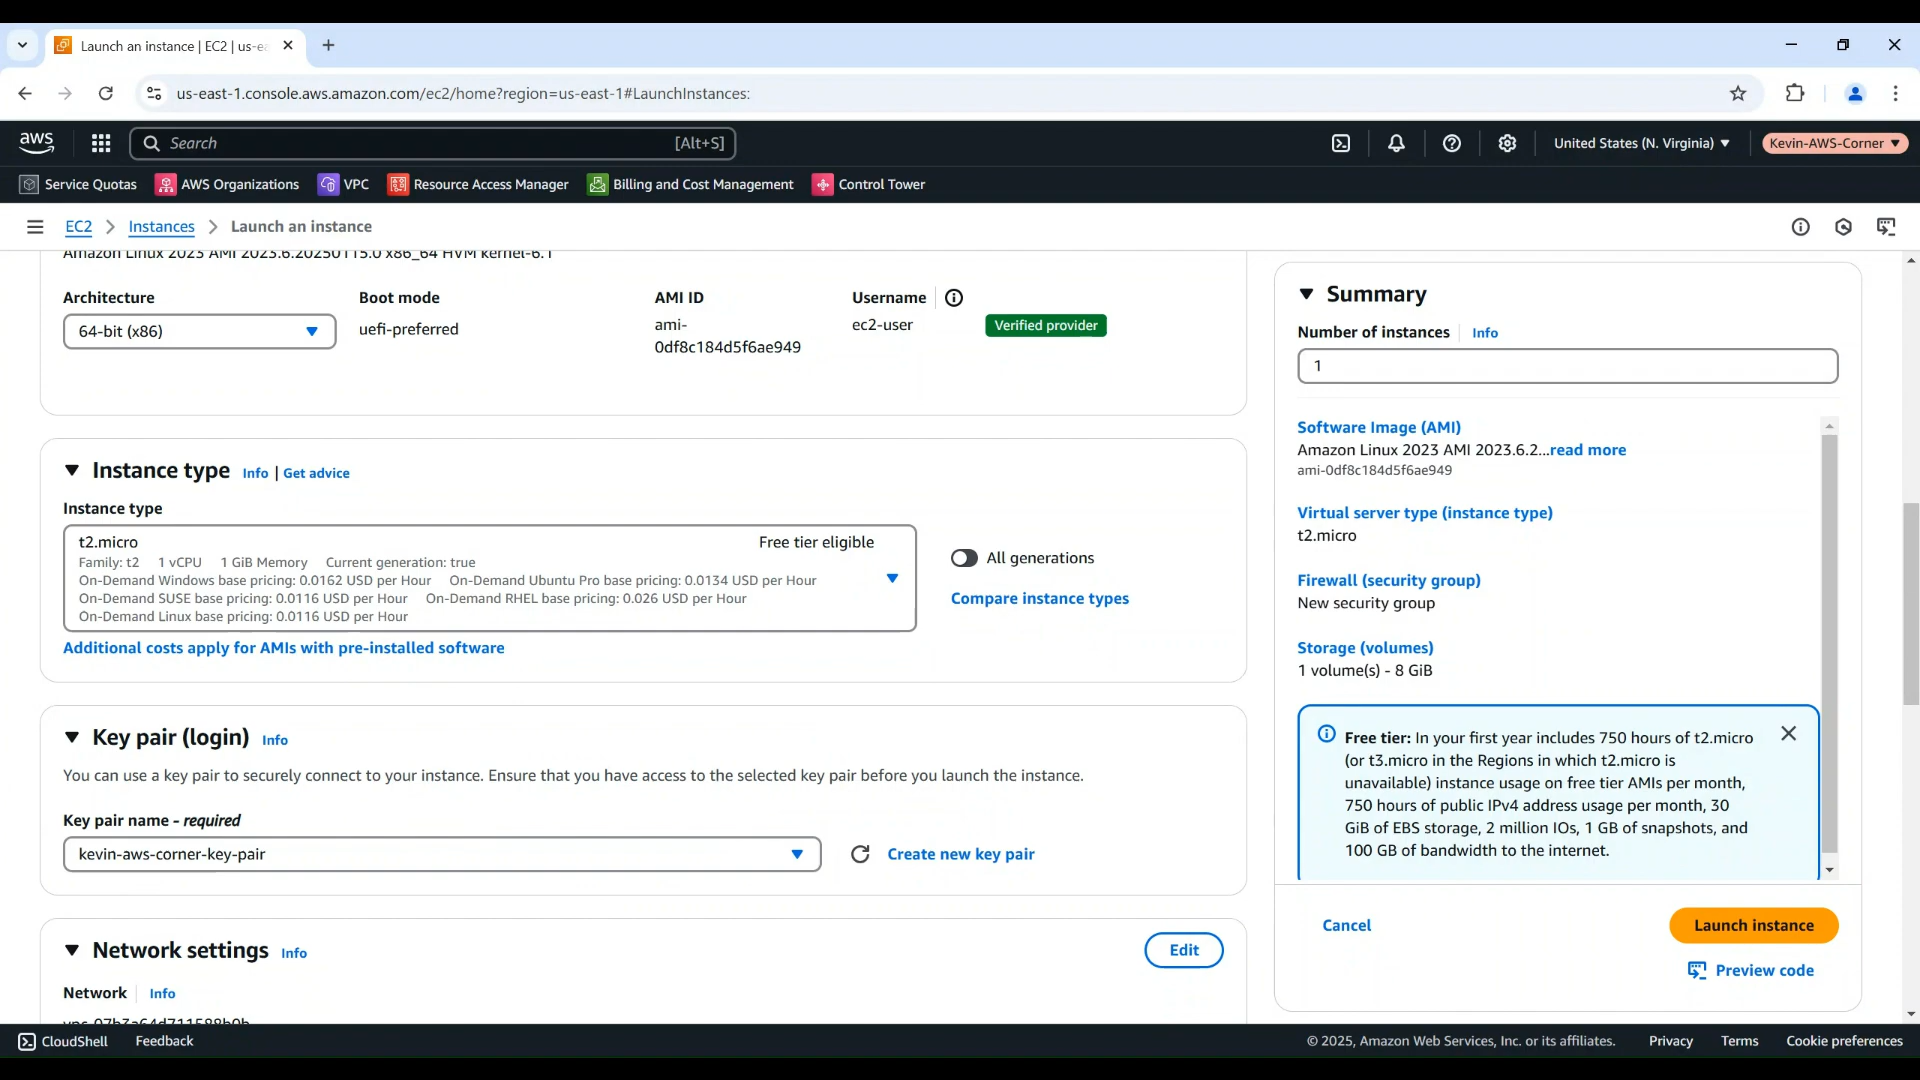 Launch an instance | EC2 | us-ea
us-east-1.console.aws.amazon.com/ec2/home?region=us-east-1#LaunchInstances:
aws
Search
[Alt+S]
United States (N. Virginia)
Kevin-AWS-Corner
Service Quotas
AWS Organizations
VPC
Resource Access Manager
Billing and Cost Management
Control Tower
EC2
Instances
Launch an instance
Amazon Linux 2023 AMI 2023.6.20250115.0 x86_64 HVM kernel-6.1
Architecture
64-bit (x86)
Boot mode
uefi-preferred
AMI ID
ami-
0df8c184d5f6ae949
Username
ec2-user
Verified provider
Instance type
Info | Get advice
Instance type
t2.micro
Free tier eligible
Family: t2 1 vCPU 1 GiB Memory Current generation: true
On-Demand Windows base pricing: 0.0162 USD per Hour On-Demand Ubuntu Pro base pricing: 0.0134 USD per Hour
On-Demand SUSE base pricing: 0.0116 USD per Hour On-Demand RHEL base pricing: 0.026 USD per Hour
On-Demand Linux base pricing: 0.0116 USD per Hour
All generations
Compare instance types
Additional costs apply for AMIs with pre-installed software
Key pair (login)
Info
You can use a key pair to securely connect to your instance. Ensure that you have access to the selected key pair before you launch the instance.
Key pair name - required
kevin-aws-corner-key-pair
Create new key pair
Network settings
Info
Edit
Network
Info
vpc-07b3a64d711588b0b
Summary
Number of instances
Info
1
Software Image (AMI)
Amazon Linux 2023 AMI 2023.6.2...read more
ami-0df8c184d5f6ae949
Virtual server type (instance type)
t2.micro
Firewall (security group)
New security group
Storage (volumes)
1 volume(s) - 8 GiB
Free tier: In your first year includes 750 hours of t2.micro
(or t3.micro in the Regions in which t2.micro is
unavailable) instance usage on free tier AMIs per month,
750 hours of public IPv4 address usage per month, 30
GiB of EBS storage, 2 million IOs, 1 GB of snapshots, and
100 GB of bandwidth to the internet.
Cancel
Launch instance
Preview code
CloudShell
Feedback
© 2025, Amazon Web Services, Inc. or its affiliates.
Privacy
Terms
Cookie preferences